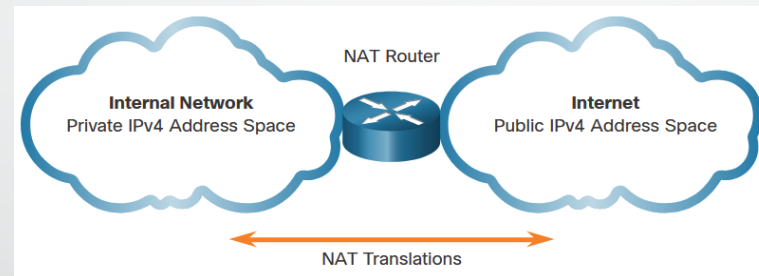 NAT Router
Internal Network
Private IPv4 Address Space
Internet
Public IPv4 Address Space
NAT Translations